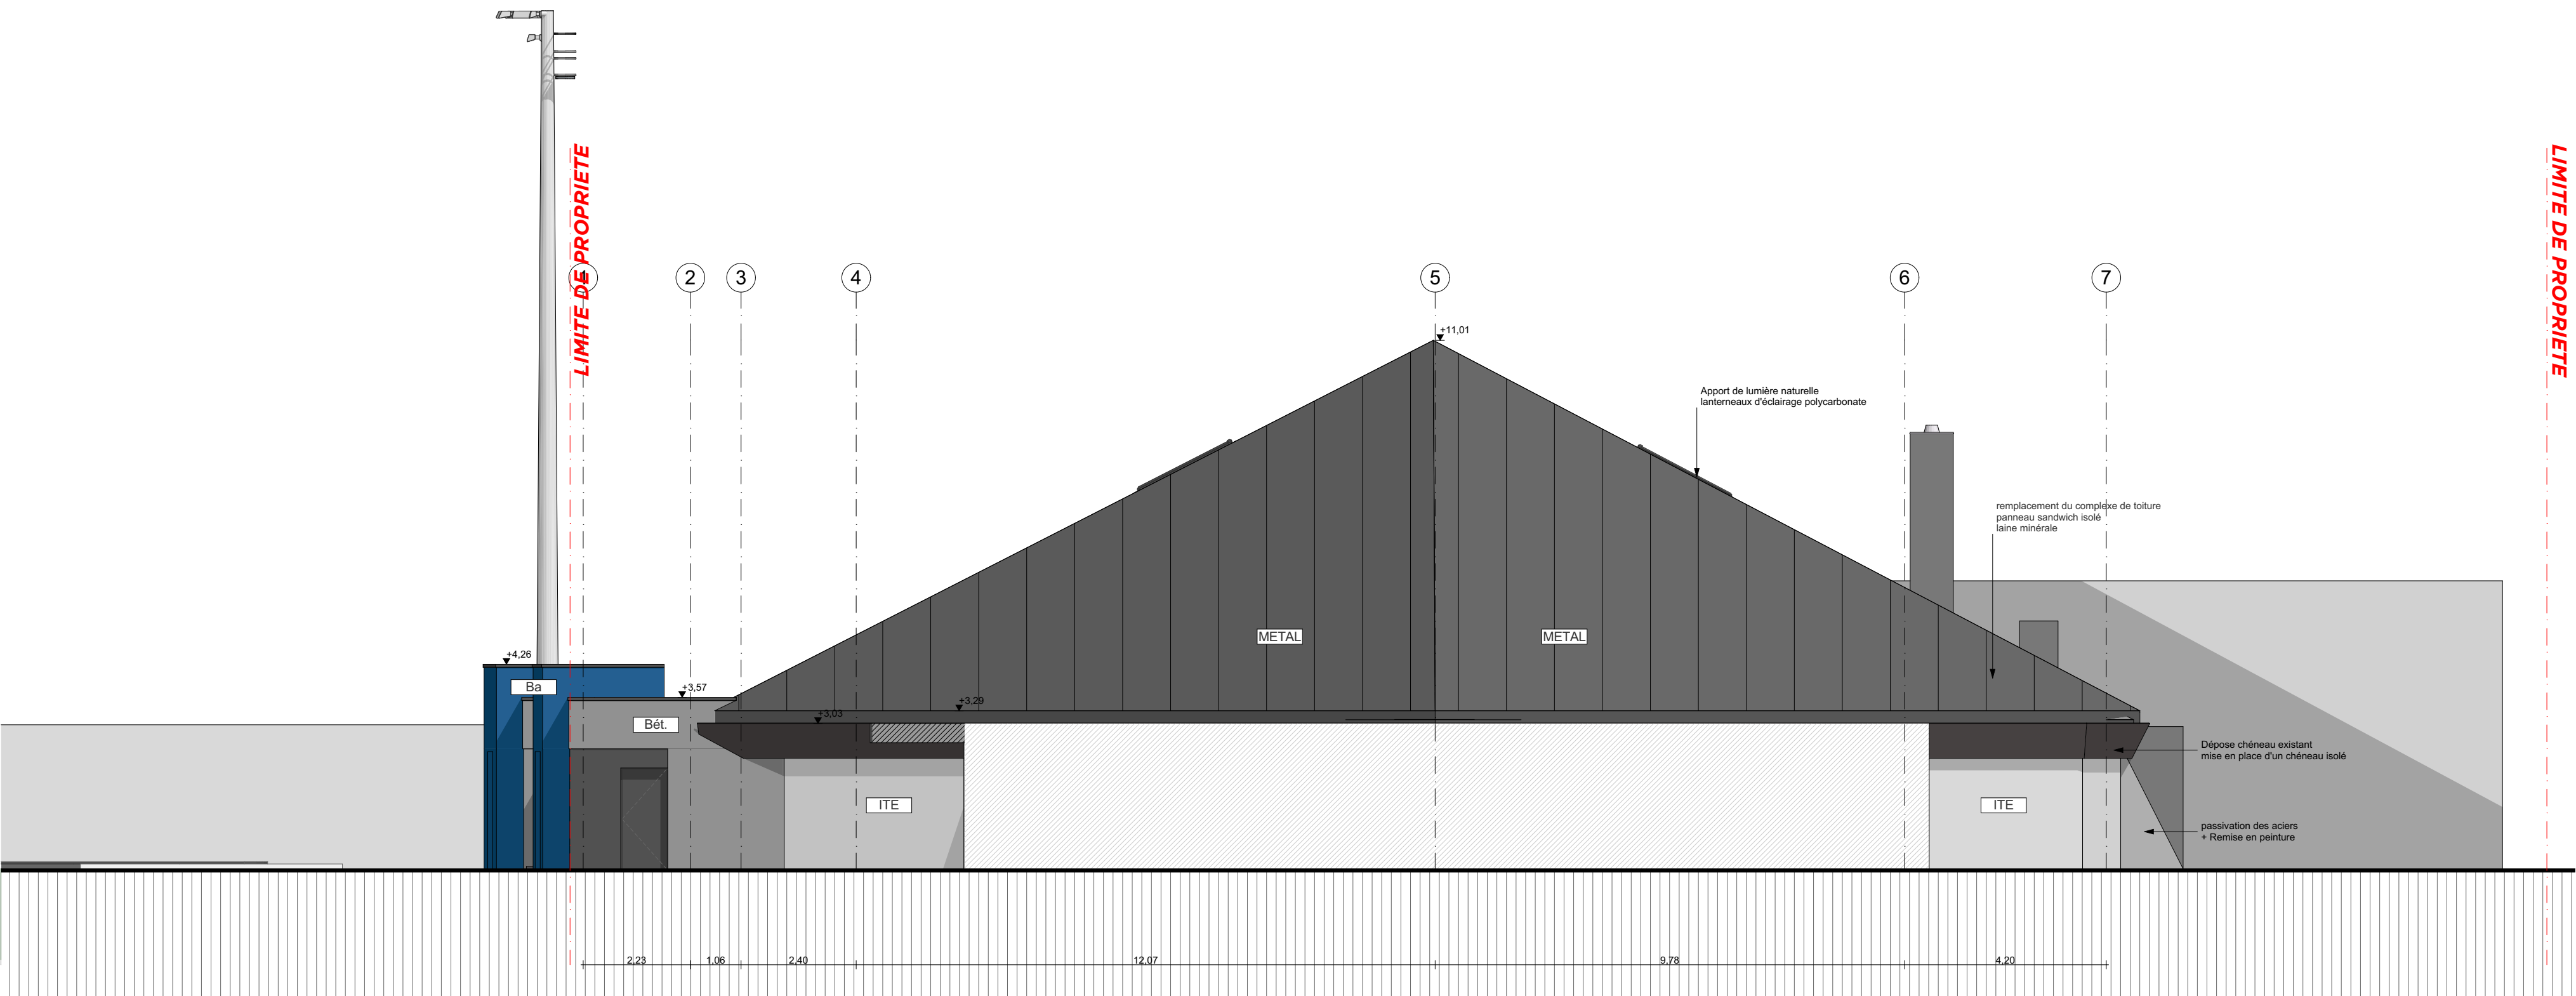 LIMITE DE PROPRIETE
LIMITE DE PROPRIETE
1
2
3
4
5
6
7
+11,01
Apport de lumière naturelle
lanterneaux d'éclairage polycarbonate
remplacement du complexe de toiture
panneau sandwich isolé
laine minérale
METAL
METAL
+4,26
Ba
+3,57
+3,29
+3,03
Bét.
Dépose chéneau existant
mise en place d'un chéneau isolé
ITE
ITE
passivation des aciers
+ Remise en peinture
2,23
1,06
2,40
12,07
9,78
4,20